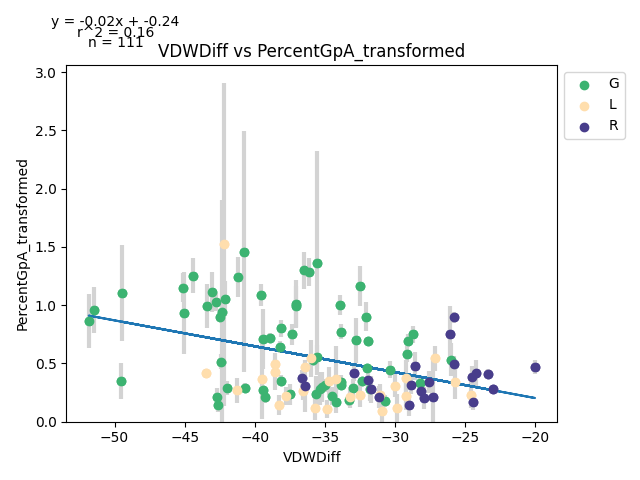 y = -0.02x + -0.24
r^2 = 0.16
n = 111
VDWDiff vs PercentGpA_transformed
G
L
R
PercentGpA_transformed
3.0
2.5
2.0
1.5
1.0
0.5
0.0
−50
−45
−40
−35
−30
−25
−20
VDWDiff